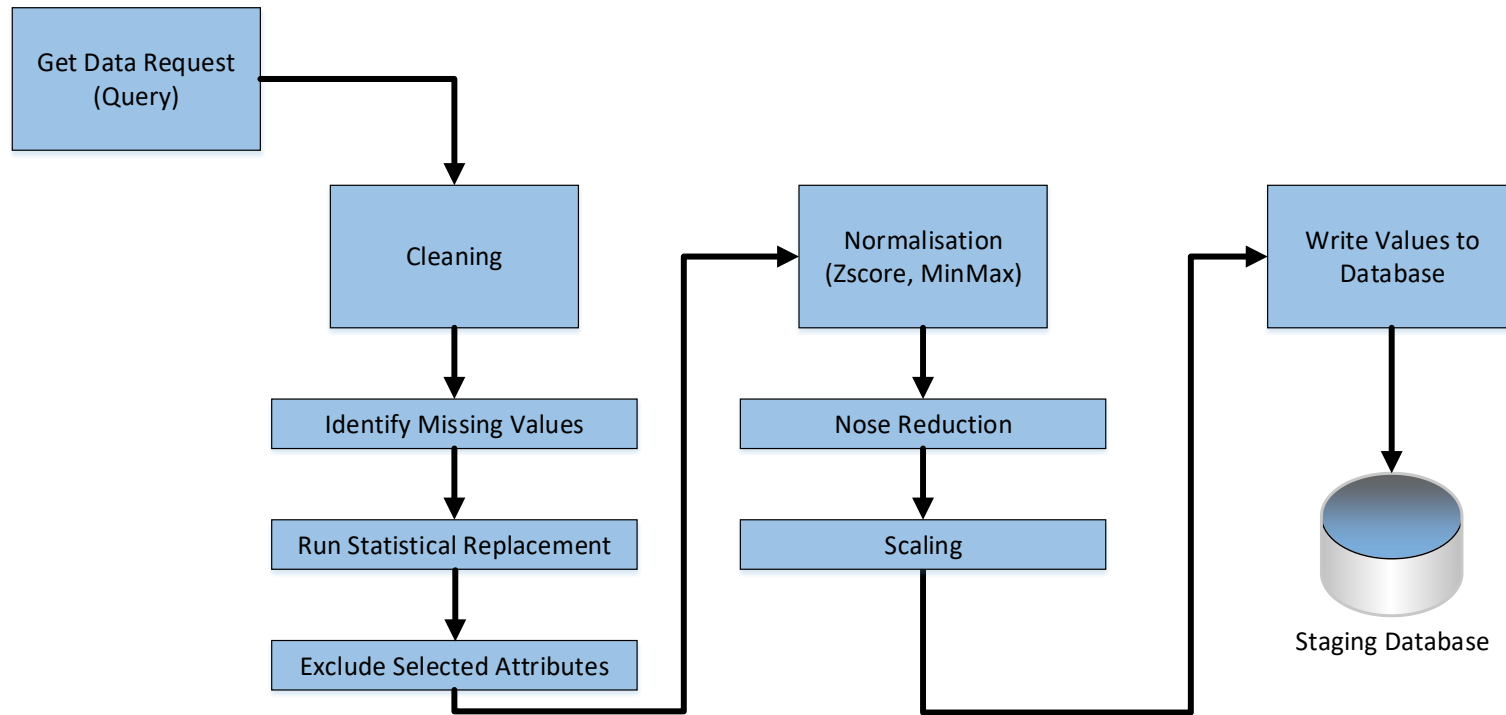 Get Data Request
(Query)
Cleaning
Identify Missing Values
Run Statistical Replacement
Exclude Selected Attributes
Normalisation
(Zscore, MinMax)
Nose Reduction
Scaling
Write Values to
Database
Staging Database